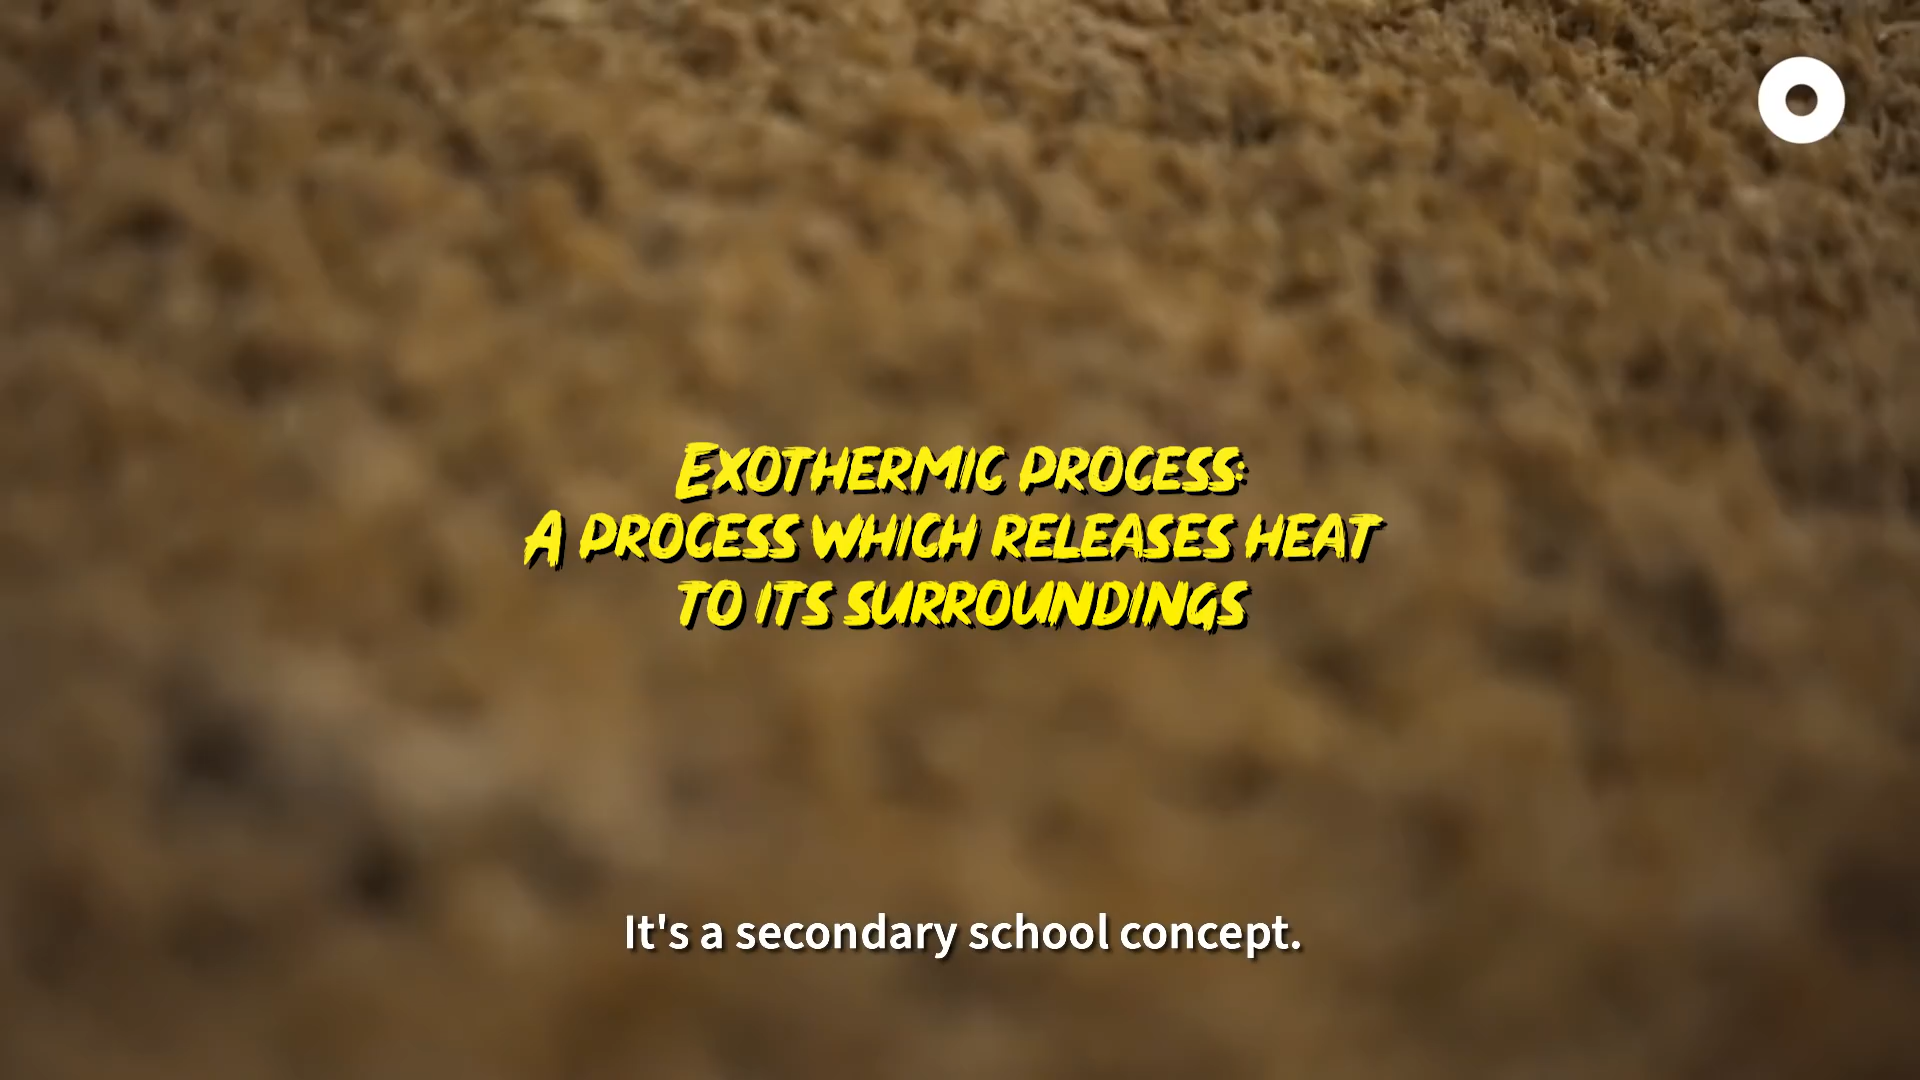 EXOTHERMIC PROCESS:
A PROCESS WHICH RELEASES HEAT
TO ITS SURROUNDINGS
It's a secondary school concept.